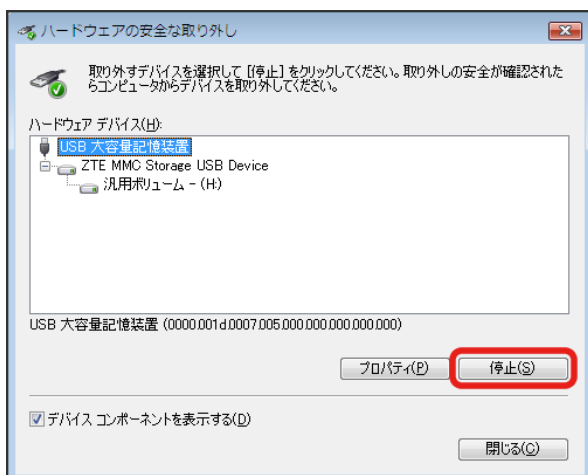 ハードウェアの安全な取り外し
取り外すデバイスを選択して [停止] をクリックしてください。取り外しの安全が確認された
らコンピュータからデバイスを取り外してください。
ハードウェア デバイス(H):
USB 大容量記憶装置
ZTE MMC Storage USB Device
汎用ボリューム - (H:)
USB 大容量記憶装置 (0000.001d.0007.005.000.000.000.000.000)
プロパティ(P)
停止(S)
デバイス コンポーネントを表示する(D)
閉じる(C)